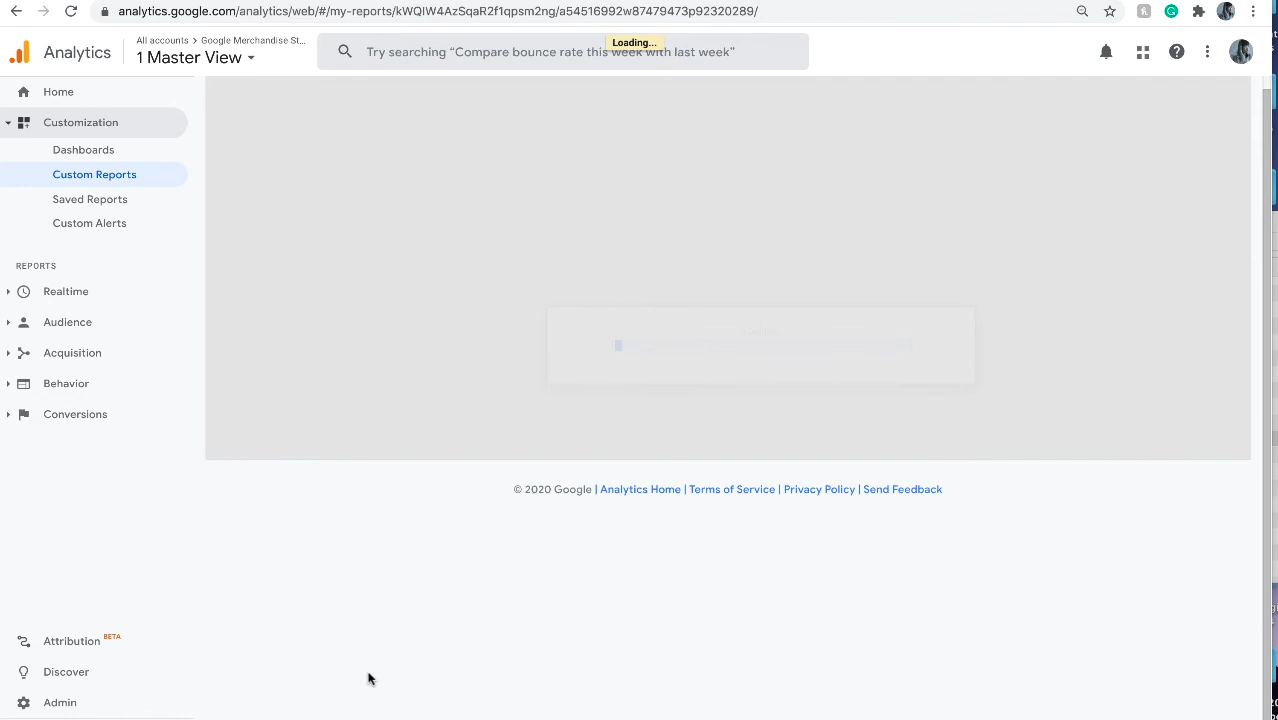 analytics.google.com/analytics/web/#/my-reports/kWQIW4AzSqaR2f1qpsm2ng/a54516992w87479473p92320289/
Analytics
All accounts > Google Merchandise St...
1 Master View
Try searching “Compare bounce rate this week with last week”
Loading...
Home
Customization
Dashboards
Custom Reports
Saved Reports
Custom Alerts
REPORTS
Realtime
Audience
Acquisition
Behavior
Conversions
© 2020 Google | Analytics Home | Terms of Service | Privacy Policy | Send Feedback
Attribution BETA
Discover
Admin